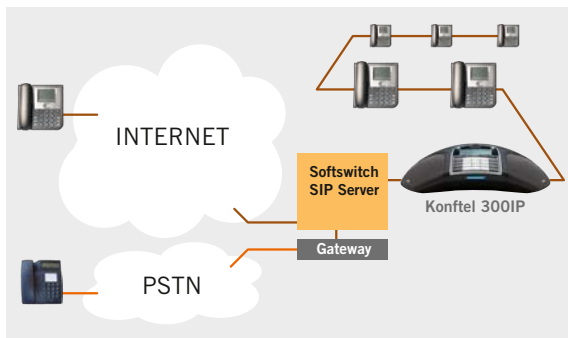 INTERNET
Softswitch
SIP Server
Konftel 300IP
Gateway
PSTN